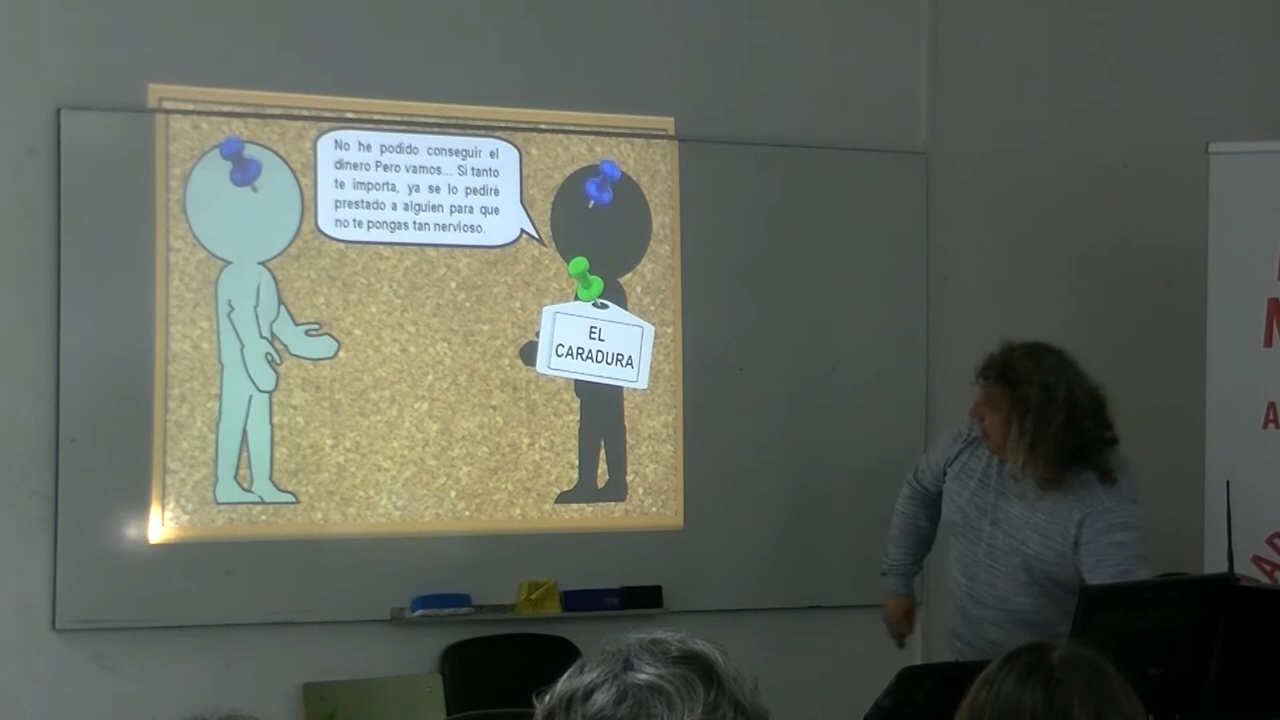 No he podido conseguir el
dinero Pero vamos... Si tanto
te importa, ya se lo pediré
prestado a alguien para que
no te pongas tan nervioso.
EL
CARADURA